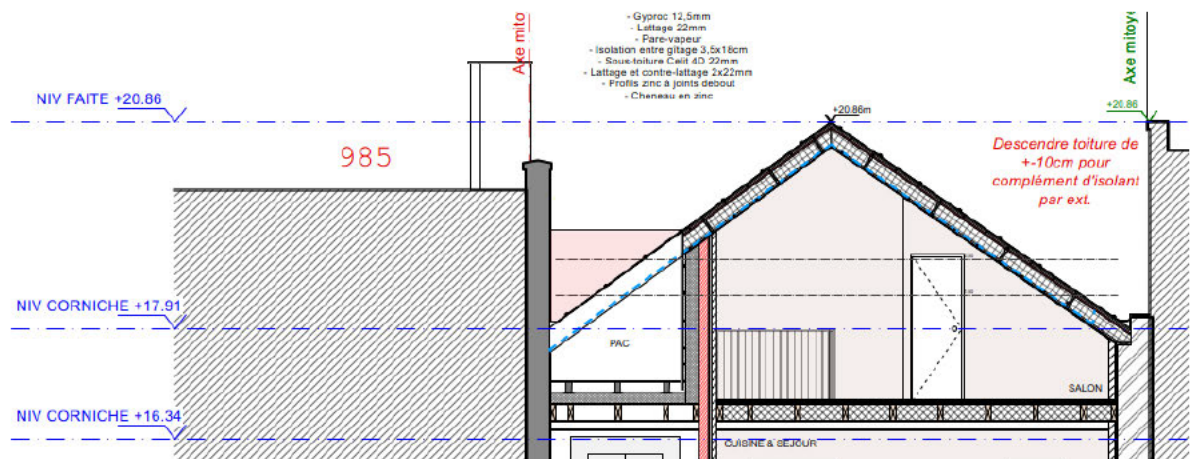 - Gyproc 12,5mm
- Lattage 22mm
- Pare-vapeur
- Isolation entre gîtage 3,5x18cm
- Sous-toiture Celit 4D 22mm
- Lattage et contre-lattage 2x22mm
- Profils zinc à joints debout
- Cheneau en zinc
Axe mito
Axe mitoye
NIV FAITE +20.86
+20.86m
+20.86
985
Descendre toiture de
+-10cm pour
complément d'isolant
par ext.
NIV CORNICHE +17.91
PAC
SALON
NIV CORNICHE +16.34
CUISINE & SEJOUR